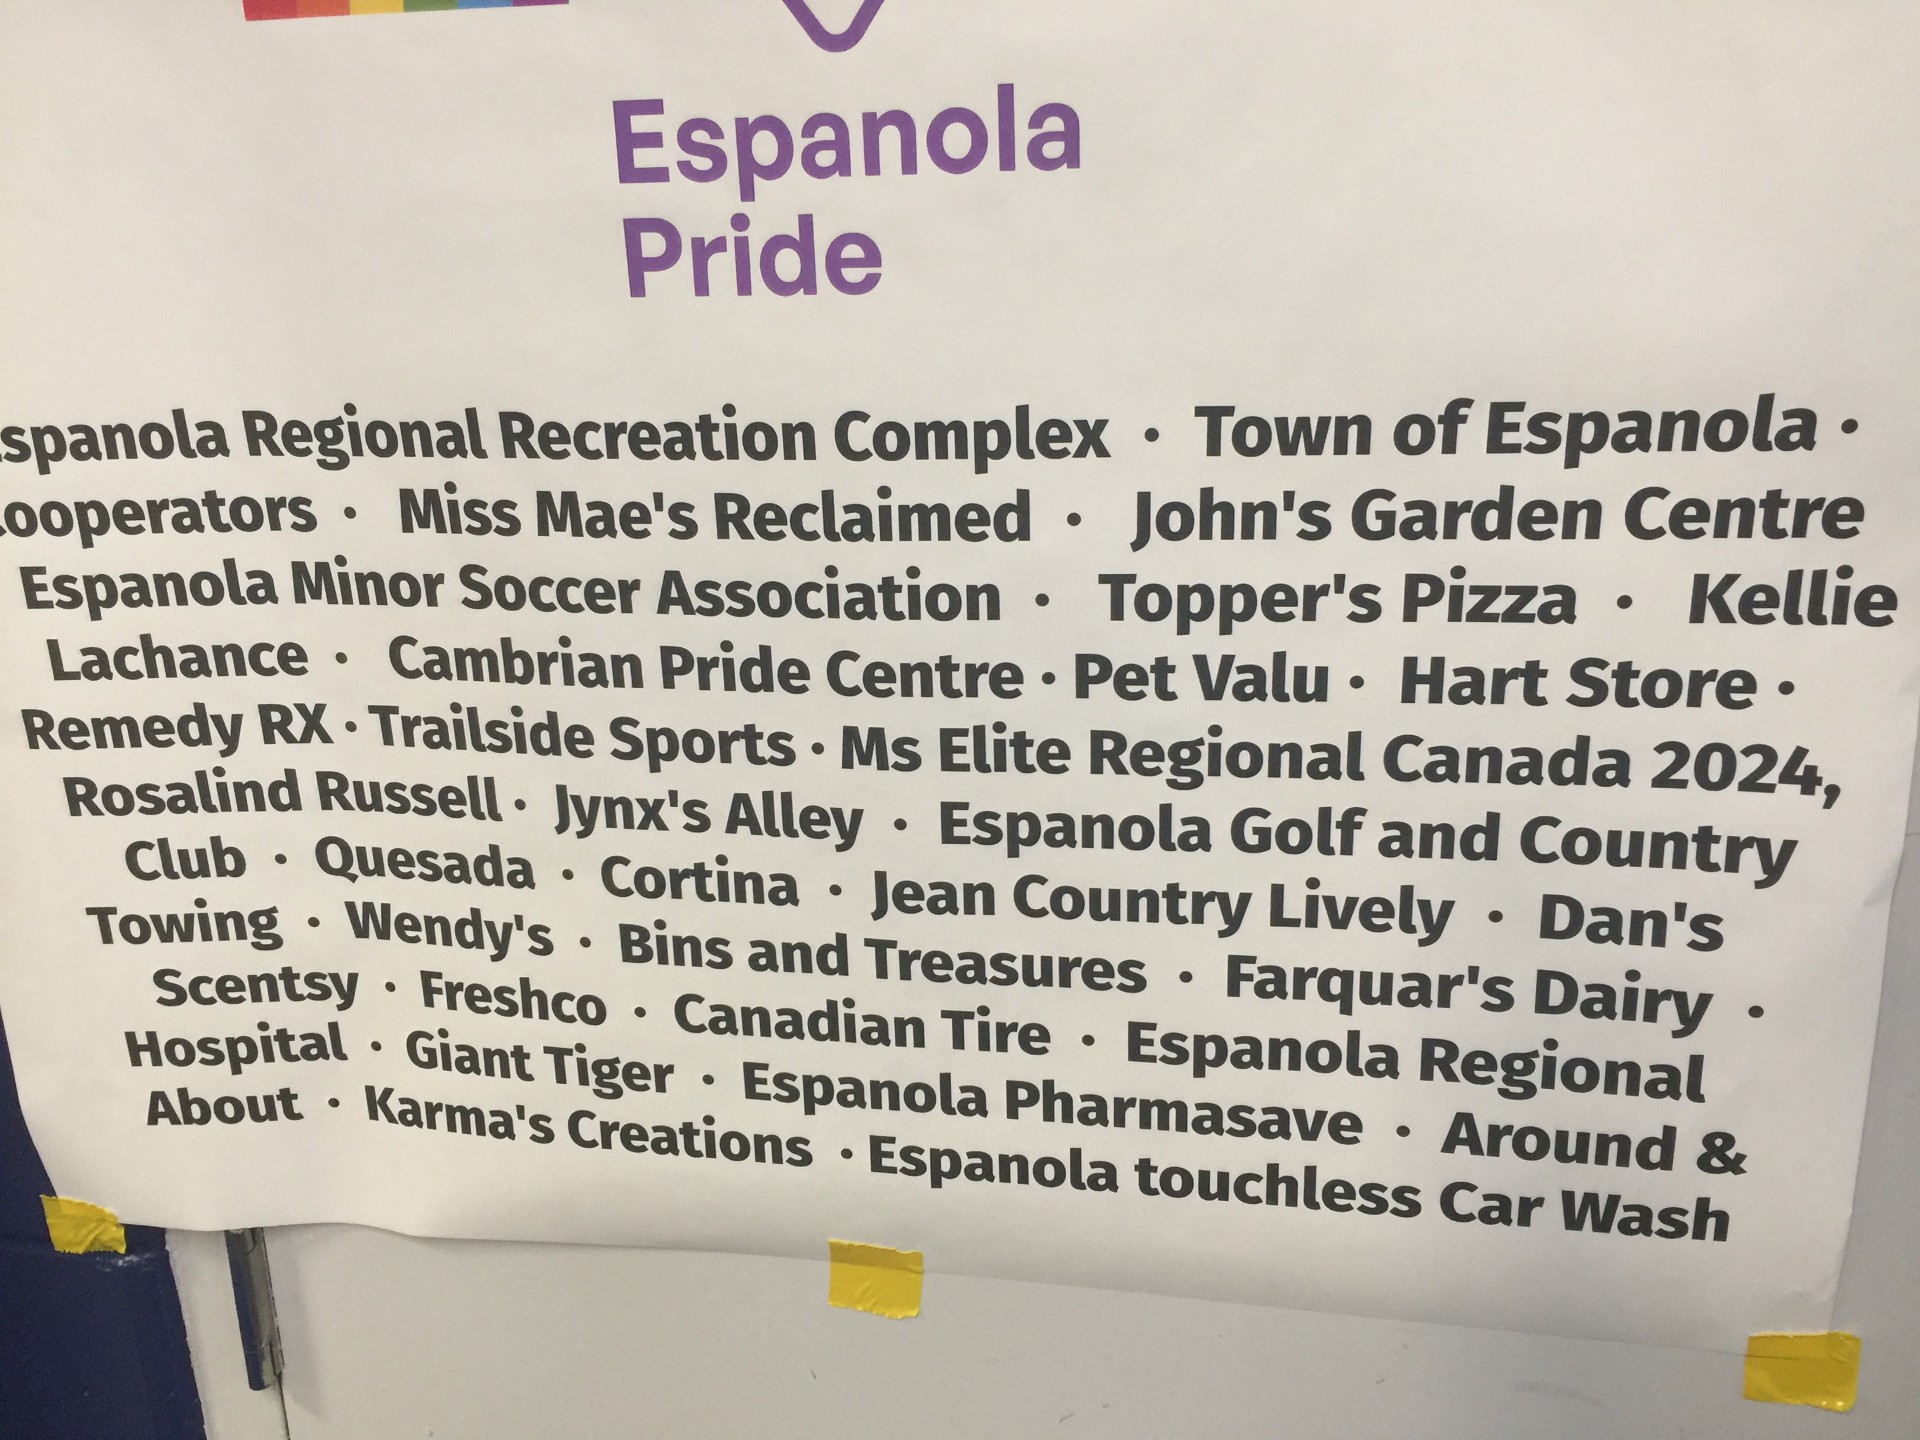 Espanola
Pride
spanola Regional Recreation Complex · Town of Espanola ·
ooperators · Miss Mae's Reclaimed · John's Garden Centre
Espanola Minor Soccer Association · Topper's Pizza · Kellie
Lachance · Cambrian Pride Centre · Pet Valu · Hart Store ·
Remedy RX · Trailside Sports · Ms Elite Regional Canada 2024,
Rosalind Russell · Jynx's Alley · Espanola Golf and Country
Club · Quesada · Cortina · Jean Country Lively · Dan's
Towing · Wendy's · Bins and Treasures · Farquar's Dairy ·
Scentsy · Freshco · Canadian Tire · Espanola Regional
Hospital · Giant Tiger · Espanola Pharmasave · Around &
About · Karma's Creations · Espanola touchless Car Wash